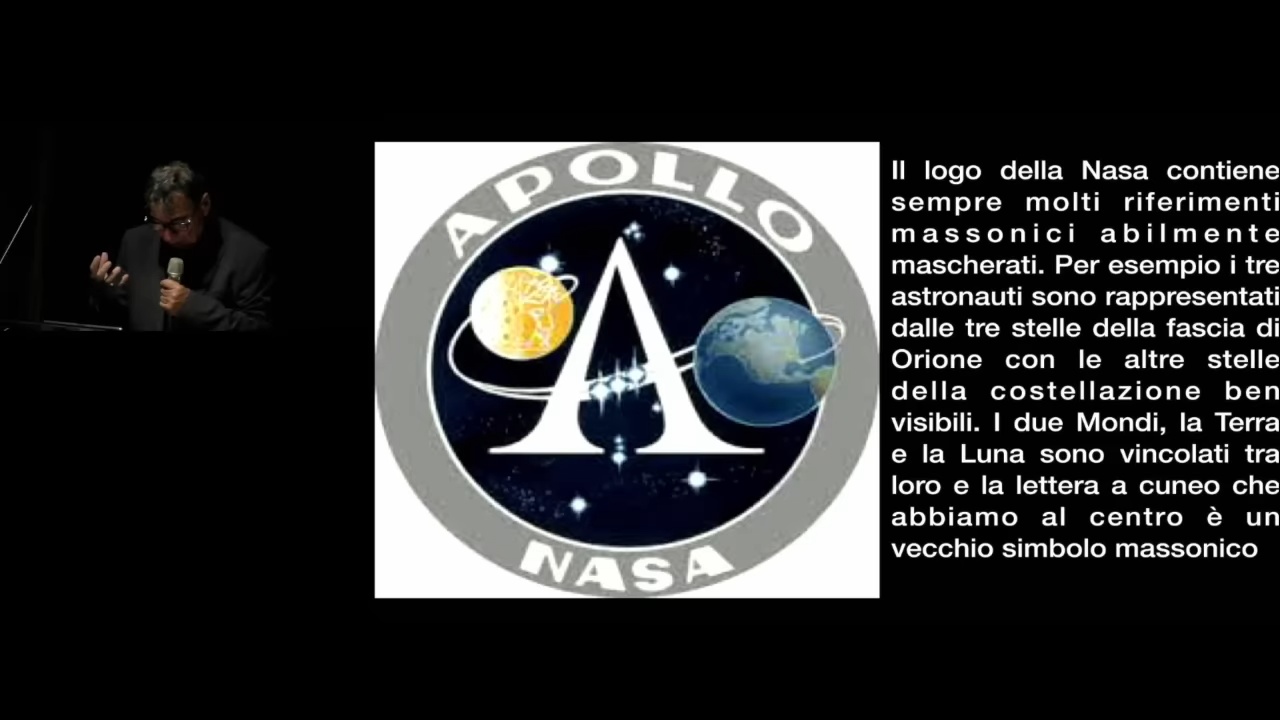 APOLLO
NASA
Il logo della Nasa contiene
sempre molti riferimenti
massonici abilmente
mascherati. Per esempio i tre
astronauti sono rappresentati
dalle tre stelle della fascia di
Orione con le altre stelle
della costellazione ben
visibili. I due Mondi, la Terra
e la Luna sono vincolati tra
loro e la lettera a cuneo che
abbiamo al centro è un
vecchio simbolo massonico
A